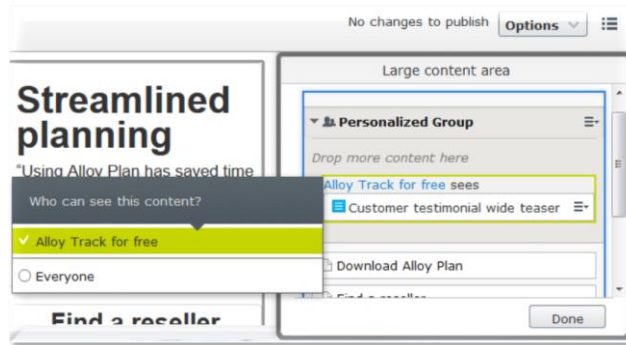 No changes to publish
Options
Large content area
Streamlined
planning
"Using Alloy Plan has saved time
Personalized Group
Drop more content here
Alloy Track for free sees
Customer testimonial wide teaser
Who can see this content?
Alloy Track for free
Everyone
Download Alloy Plan
Find a reseller
Find a reseller
Done